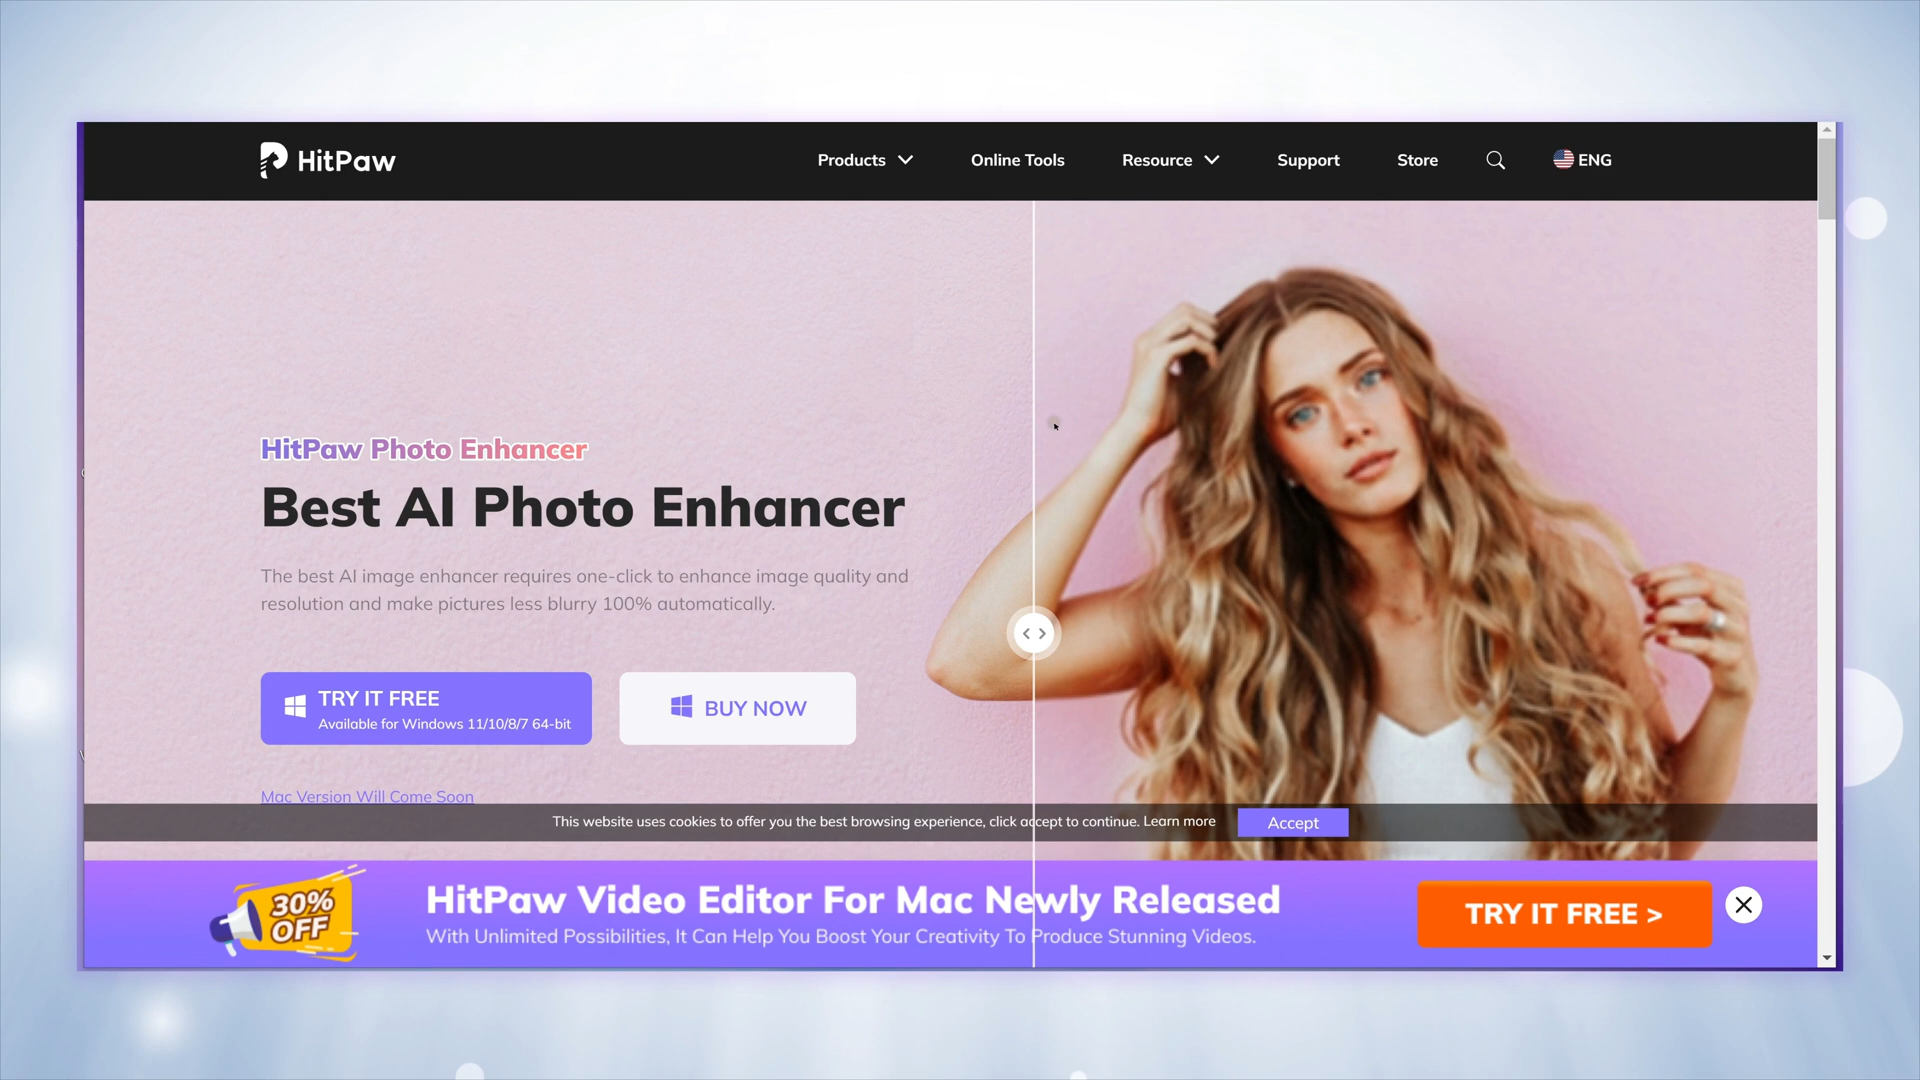 HitPaw
Products
Online Tools
Resource
Support
Store
ENG
HitPaw Photo Enhancer
Best AI Photo Enhancer
The best AI image enhancer requires one-click to enhance image quality and
resolution and make pictures less blurry 100% automatically.
TRY IT FREE
Available for Windows 11/10/8/7 64-bit
BUY NOW
Mac Version Will Come Soon
This website uses cookies to offer you the best browsing experience, click accept to continue. Learn more
Accept
30%
OFF
HitPaw Video Editor For Mac Newly Released
With Unlimited Possibilities, It Can Help You Boost Your Creativity To Produce Stunning Videos.
TRY IT FREE >